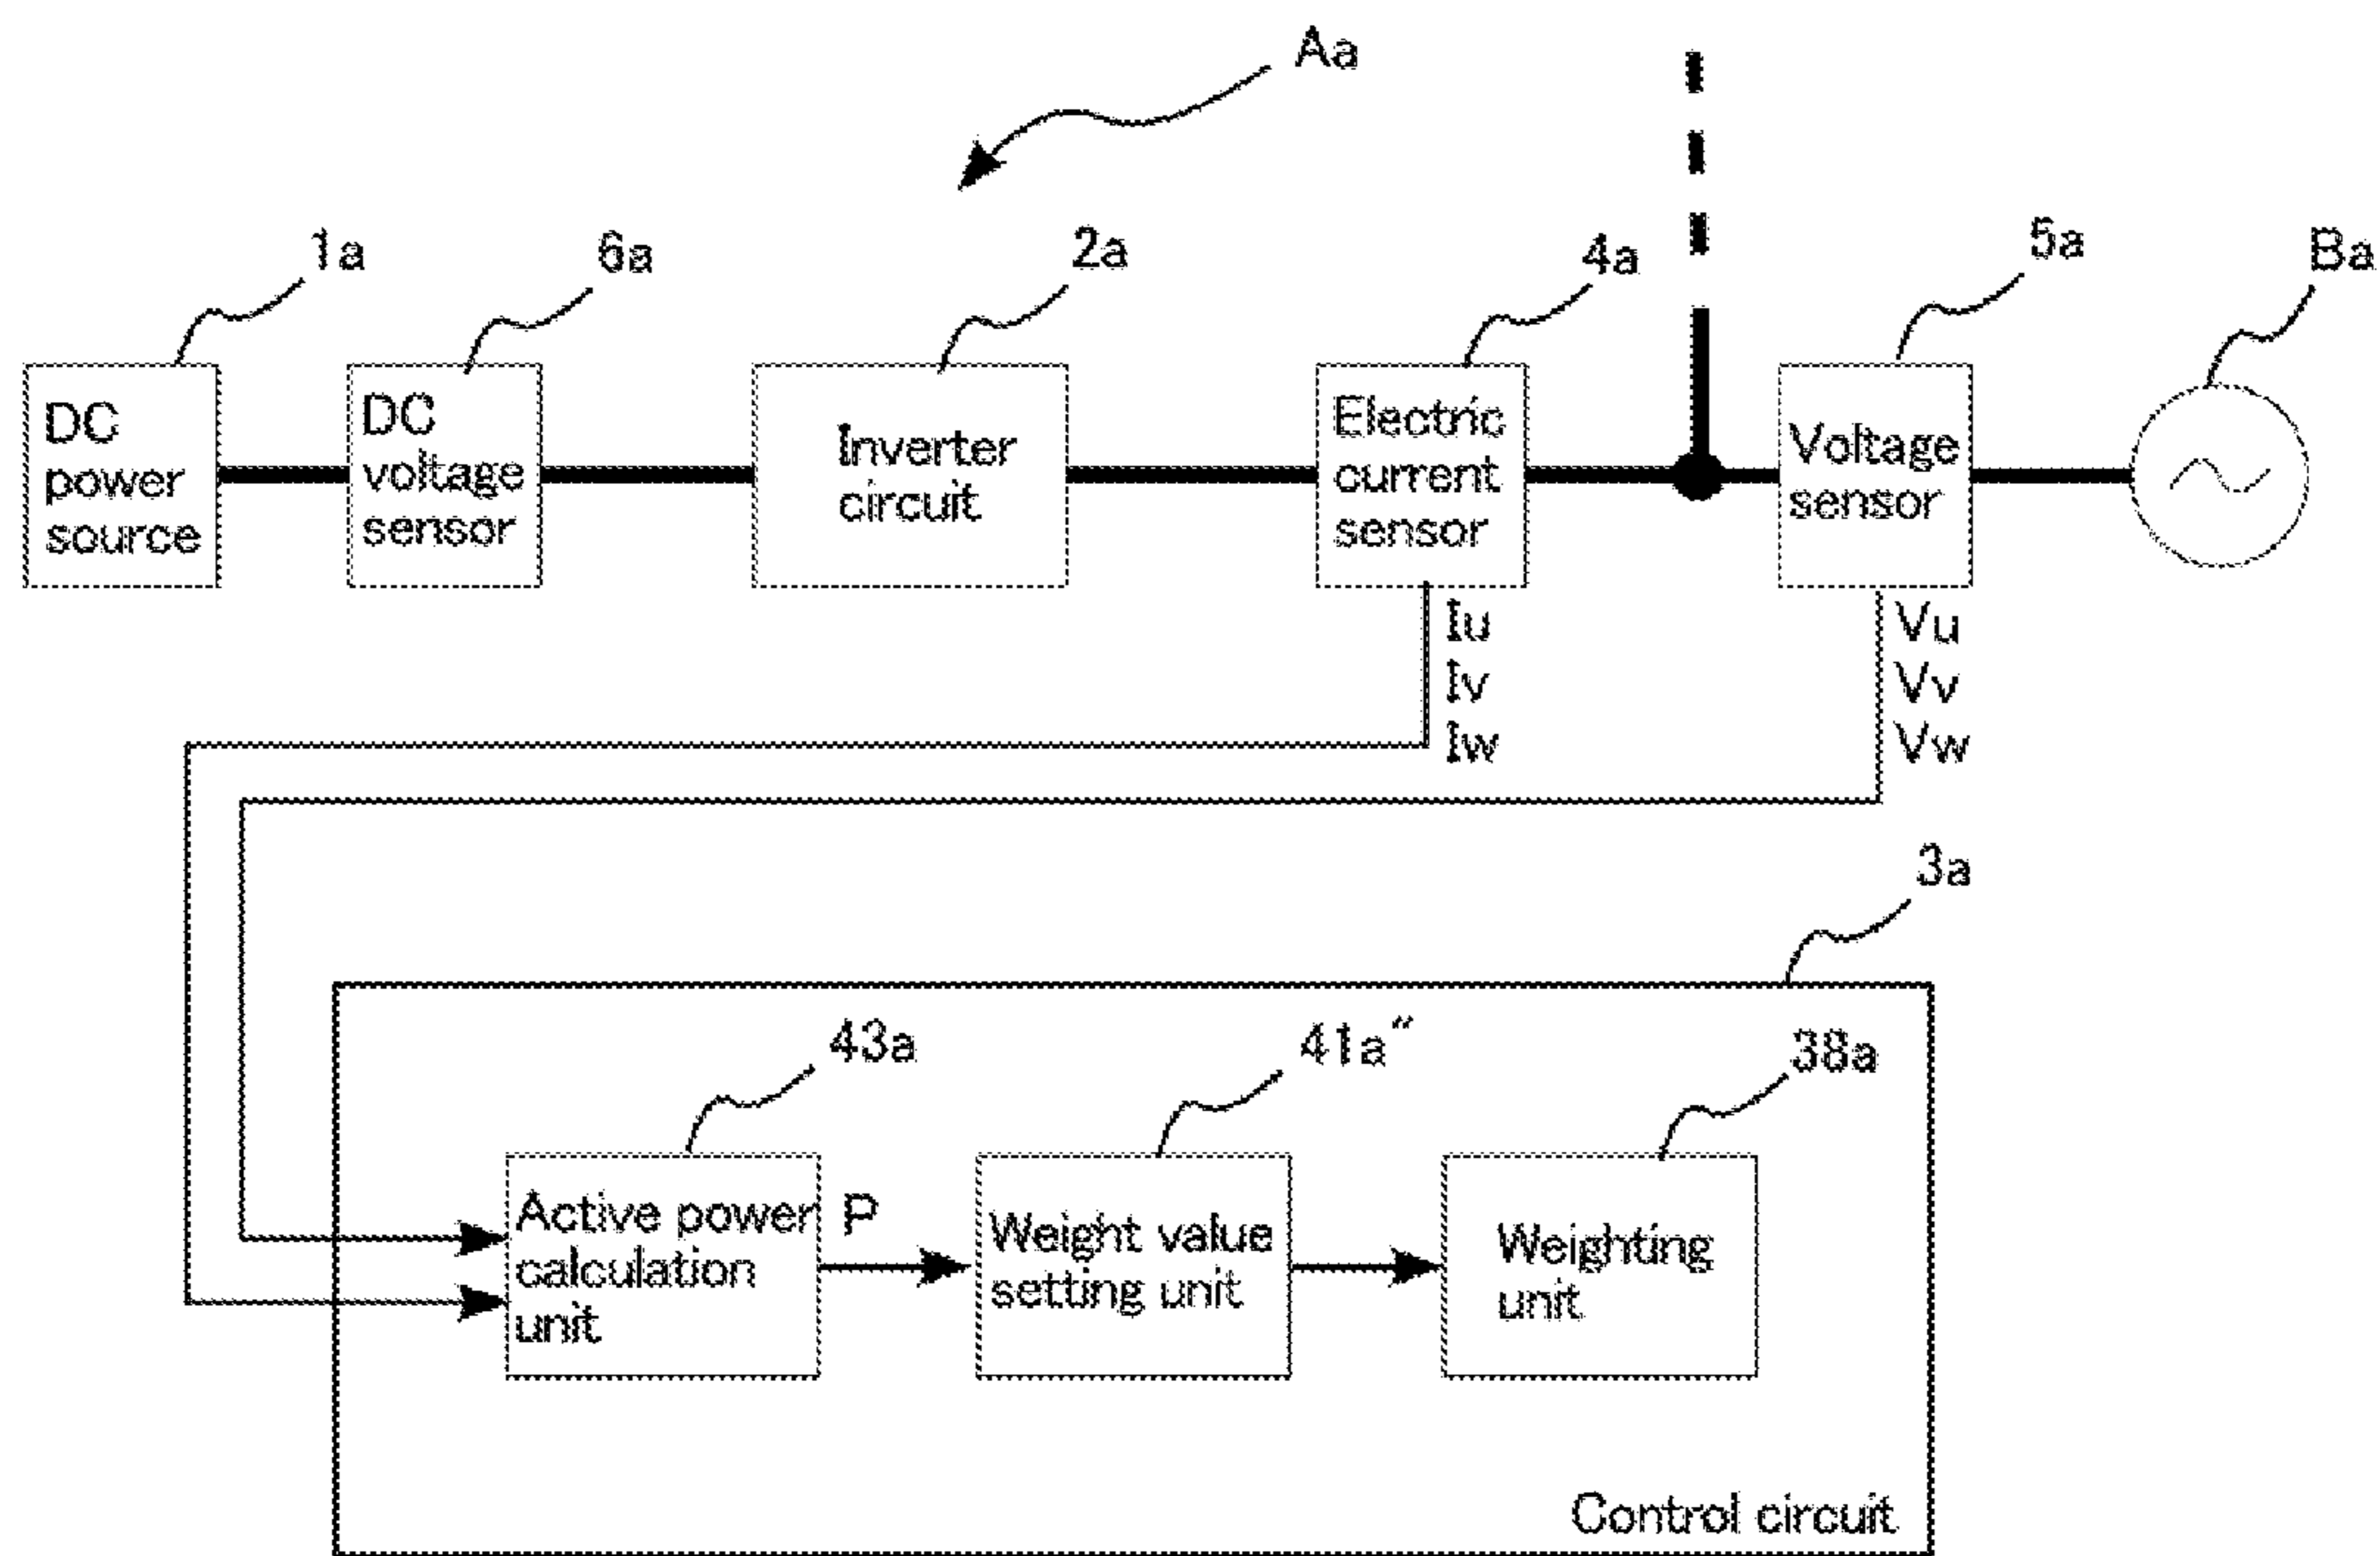 Aa
1a
6a
2a
4a
5a
Ba
DC
power
source
DC
voltage
sensor
Inverter
circuit
Electric
current
sensor
Voltage
sensor
Iu
Iv
Iw
Vu
Vv
Vw
3a
43a
41a"
38a
Active power
calculation
unit
P
Weight value
setting unit
Weighting
unit
Control circuit